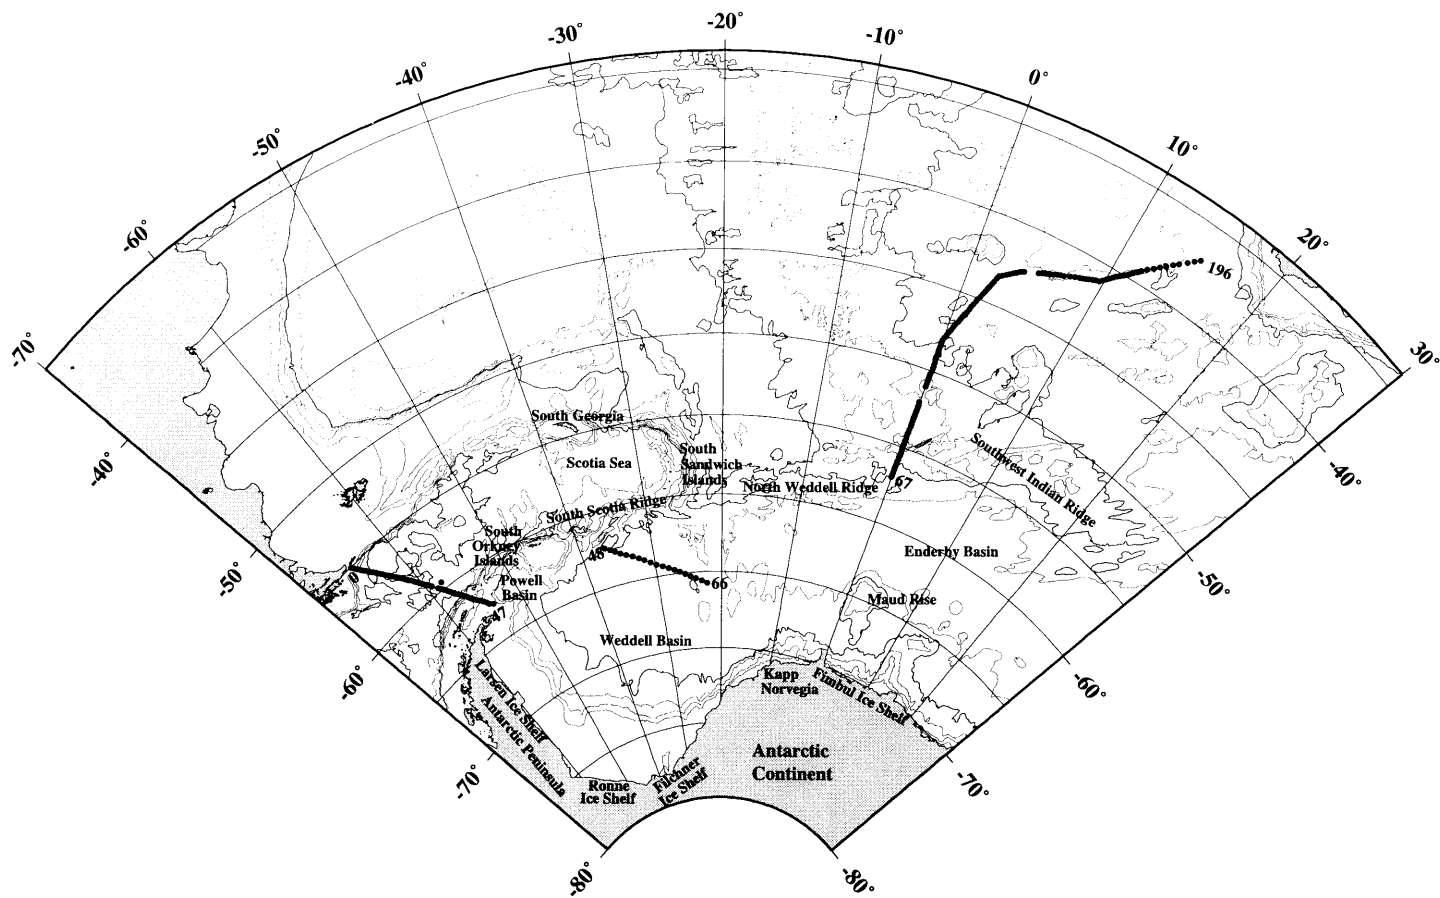 -20°
-30°
-10°
-40°
0°
-50°
10°
-60°
20°
196
-70°
30°
South Georgia
-40°
South
Sandwich
Islands
Scotia Sea
Southwest Indian Ridge
-40°
North Weddell Ridge
67
South Scotia Ridge
South
Orkney
Islands
48
Enderby Basin
-50°
0
Powell
Basin
66
-50°
47
Maud Rise
Weddell Basin
-60°
-60°
Larsen Ice Shelf
Antarctic Peninsula
Kapp
Norvegia
Fimbul Ice Shelf
Antarctic
Continent
-70°
-70°
Ronne
Ice Shelf
Filchner
Ice Shelf
-80°
-80°